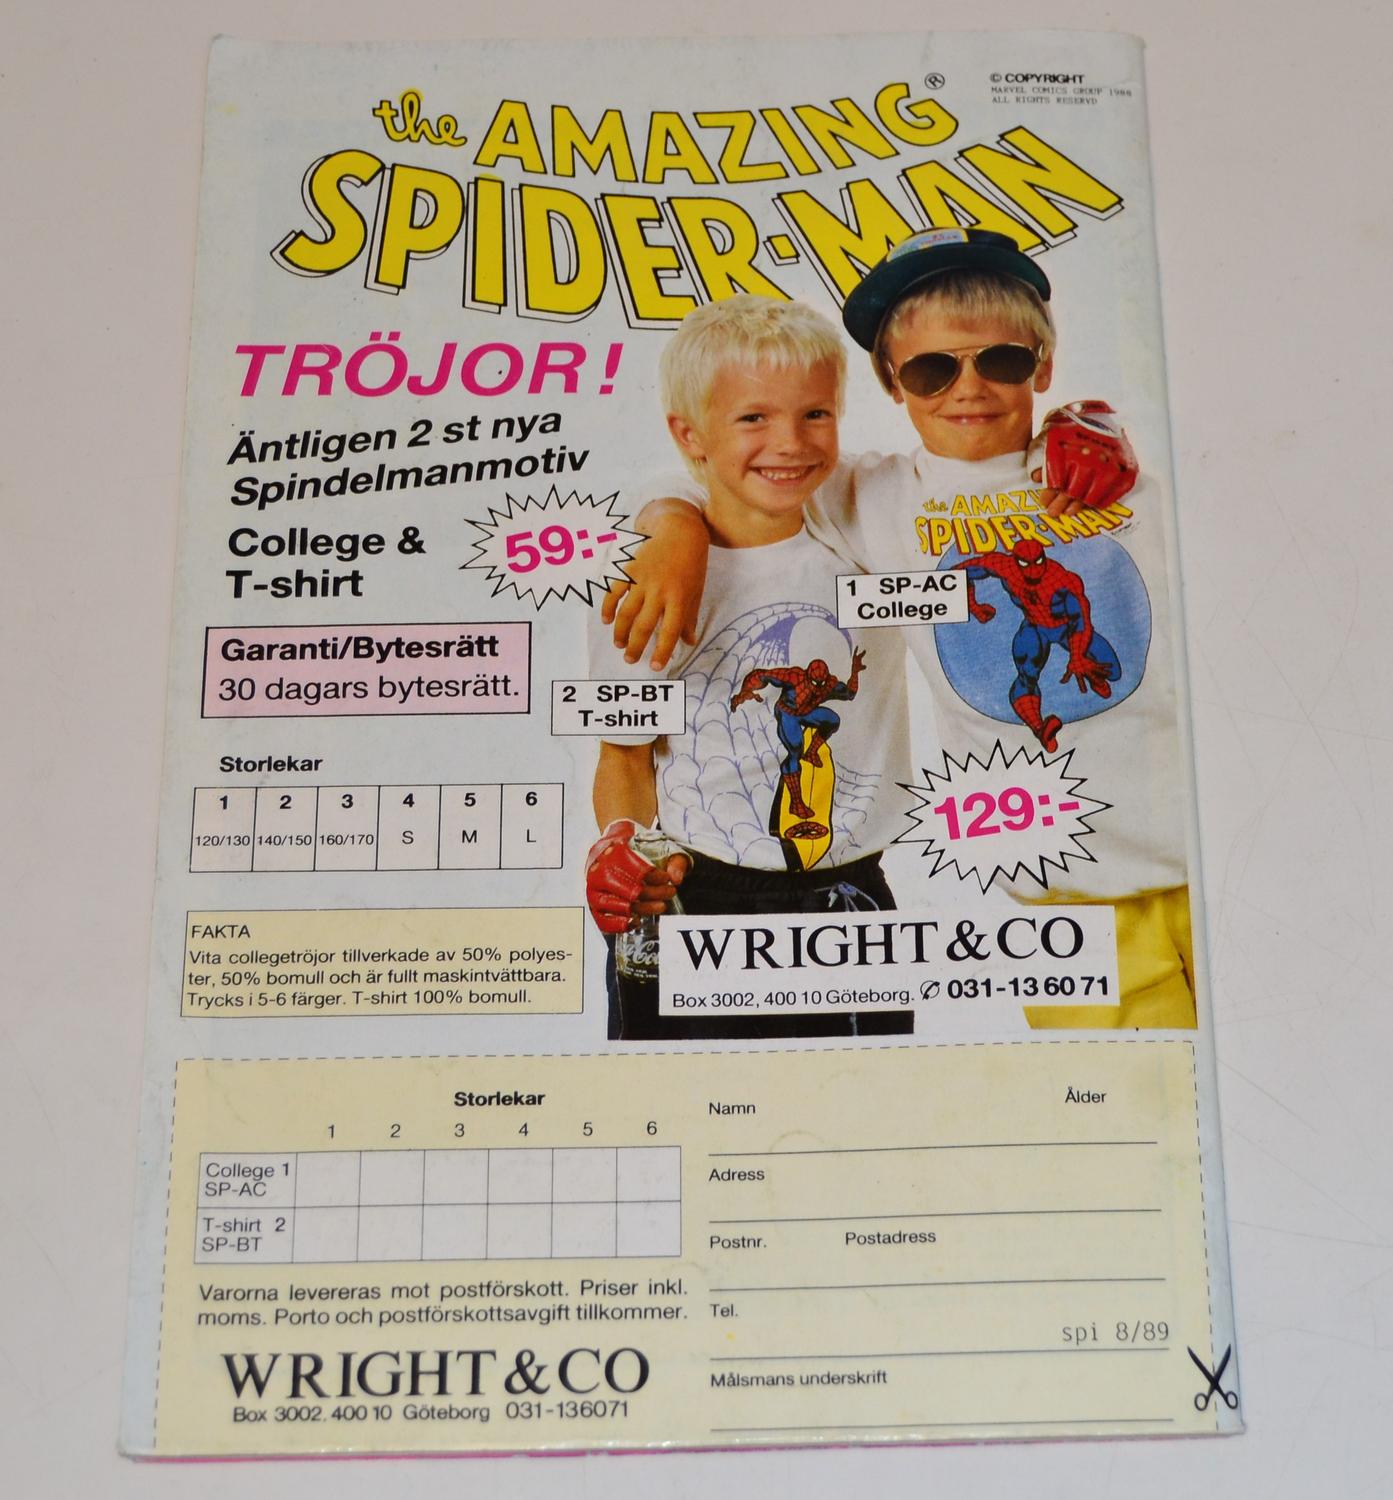 the AMAZING®
SPIDER-MAN
© COPYRIGHT
MARVEL COMICS GROUP 1988
ALL RIGHTS RESERVD
TRÖJOR!
Äntligen 2 st nya
Spindelmanmotiv
College &
T-shirt
59:-
Garanti/Bytesrätt
30 dagars bytesrätt.
the AMAZI
SPIDER-MAN
1 SP-AC
College
2 SP-BT
T-shirt
129:-
Storlekar
1 2 3 4 5 6
120/130 140/150 160/170 S M L
FAKTA
Vita collegetröjor tillverkade av 50% polyes-
ter, 50% bomull och är fullt maskintvättbara.
Trycks i 5-6 färger. T-shirt 100% bomull.
WRIGHT & CO
Box 3002, 400 10 Göteborg. ✆ 031-13 60 71
Storlekar
1 2 3 4 5 6
College 1
SP-AC
T-shirt 2
SP-BT
Varorna levereras mot postförskott. Priser inkl.
moms. Porto och postförskottsavgift tillkommer.
WRIGHT & CO
Box 3002. 400 10 Göteborg 031-136071
Namn Ålder
Adress
Postnr. Postadress
Tel.
spi 8/89
Målsmans underskrift